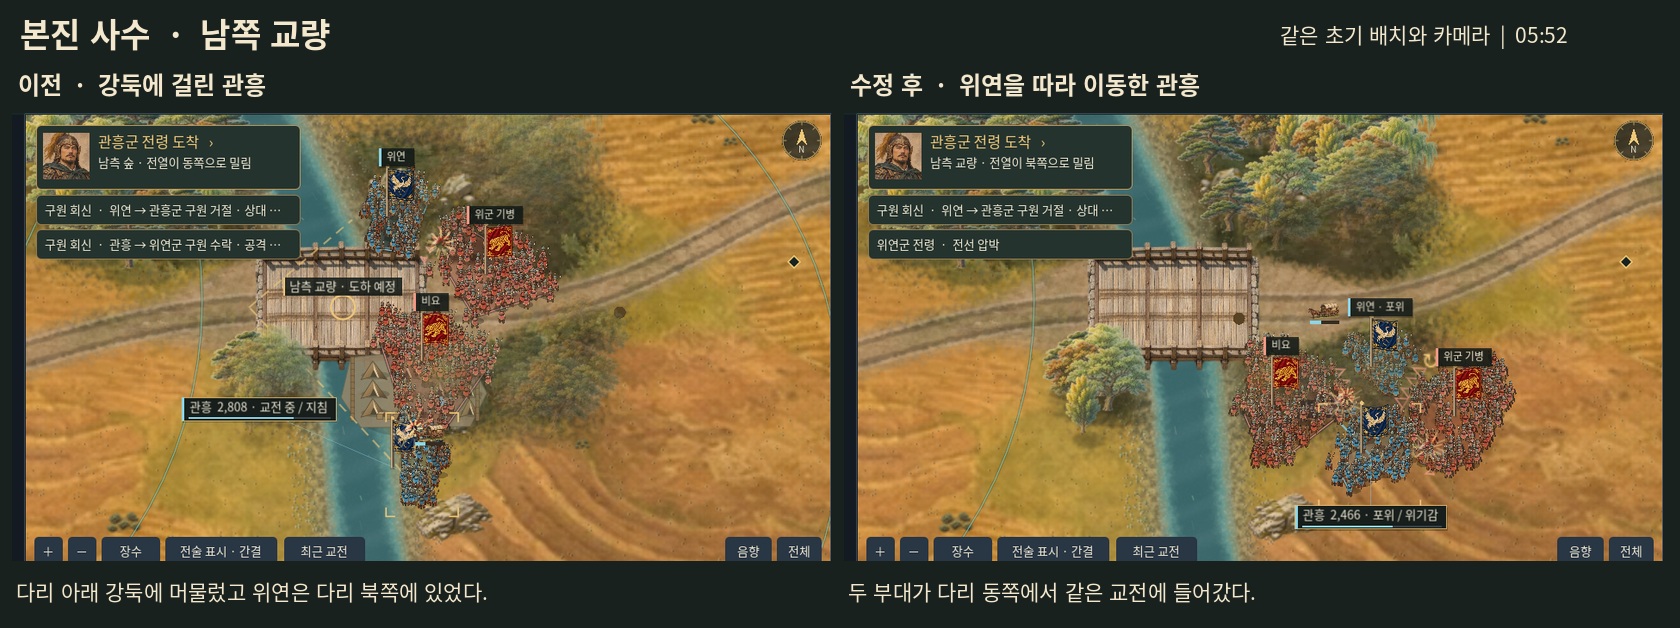 본진 사수 · 남쪽 교량
같은 초기 배치와 카메라 | 05:52
이전 · 강둑에 걸린 관흥
관흥군 전령 도착 ›
남측 숲 · 전열이 동쪽으로 밀림
구원 회신 · 위연 → 관흥군 구원 거절 · 상대 ···
구원 회신 · 관흥 → 위연군 구원 수락 · 공격 ···
위연
위군 기병
남측 교량 · 도하 예정
비요
관흥 2,808 · 교전 중 / 지침
N
+
−
장수
전술 표시 · 간결
최근 교전
음향
전체
다리 아래 강둑에 머물렀고 위연은 다리 북쪽에 있었다.
수정 후 · 위연을 따라 이동한 관흥
관흥군 전령 도착 ›
남측 교량 · 전열이 북쪽으로 밀림
구원 회신 · 위연 → 관흥군 구원 거절 · 상대 ···
위연군 전령 · 전선 압박
위연 · 포위
비요
위군 기병
관흥 2,466 · 포위 / 위기감
N
+
−
장수
전술 표시 · 간결
최근 교전
음향
전체
두 부대가 다리 동쪽에서 같은 교전에 들어갔다.